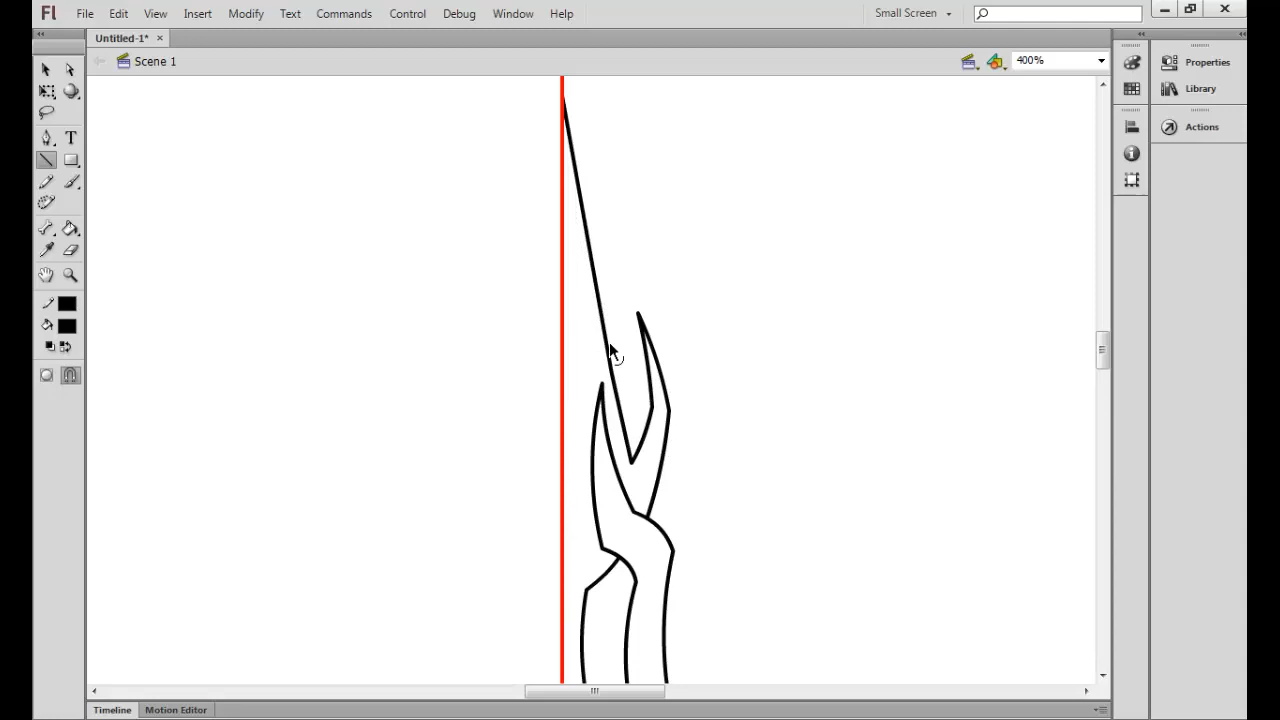 Fl File Edit View Insert Modify Text Commands Control Debug Window Help Small Screen
Untitled-1*
Scene 1 400%
Properties
Library
Actions
T
Timeline Motion Editor